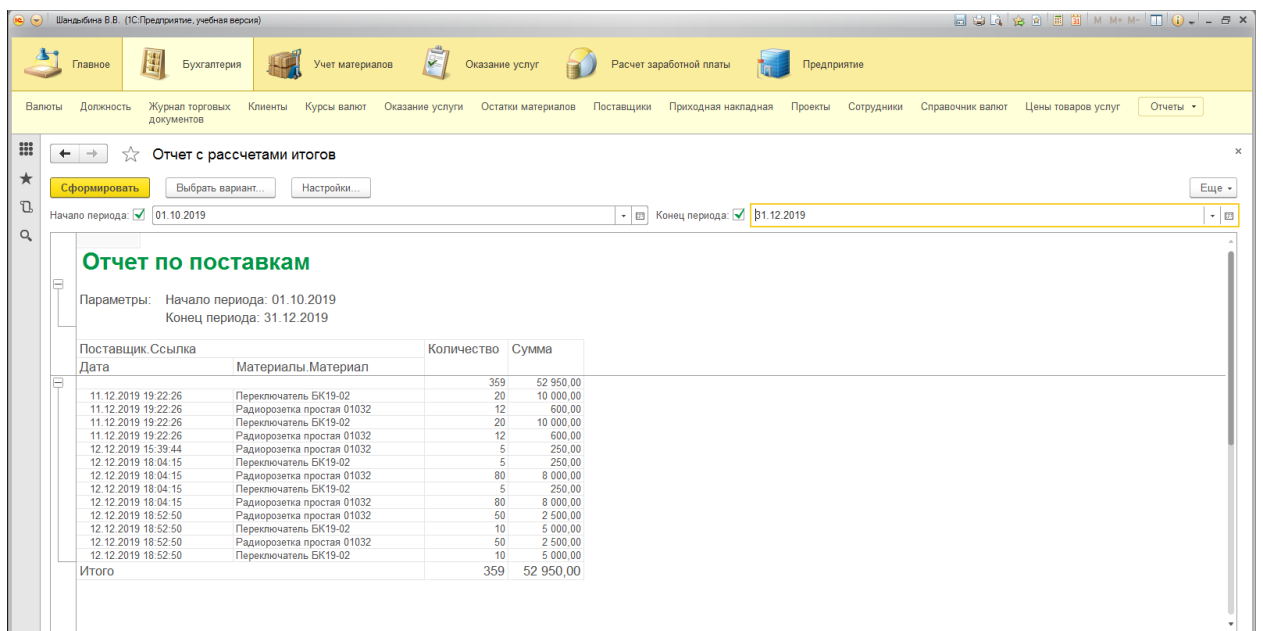 Шандыбина В.В. (1С:Предприятие, учебная версия)
M M+ M-
Главное Бухгалтерия Учет материалов Оказание услуг Расчет заработной платы Предприятие
Валюты Должность Журнал торговых документов Клиенты Курсы валют Оказание услуги Остатки материалов Поставщики Приходная накладная Проекты Сотрудники Справочник валют Цены товаров услуг Отчеты
Отчет с рассчетами итогов
Сформировать Выбрать вариант... Настройки... Еще
Начало периода: 01.10.2019 Конец периода: 31.12.2019
Отчет по поставкам
Параметры: Начало периода: 01.10.2019
Конец периода: 31.12.2019
Поставщик.Ссылка Количество Сумма
Дата Материалы.Материал
359 52 950,00
11.12.2019 19:22:26 Переключатель БК19-02 20 10 000,00
11.12.2019 19:22:26 Радиорозетка простая 01032 12 600,00
11.12.2019 19:22:26 Переключатель БК19-02 20 10 000,00
11.12.2019 19:22:26 Радиорозетка простая 01032 12 600,00
12.12.2019 15:39:44 Радиорозетка простая 01032 5 250,00
12.12.2019 18:04:15 Переключатель БК19-02 5 250,00
12.12.2019 18:04:15 Радиорозетка простая 01032 80 8 000,00
12.12.2019 18:04:15 Переключатель БК19-02 5 250,00
12.12.2019 18:04:15 Радиорозетка простая 01032 80 8 000,00
12.12.2019 18:52:50 Радиорозетка простая 01032 50 2 500,00
12.12.2019 18:52:50 Переключатель БК19-02 10 5 000,00
12.12.2019 18:52:50 Радиорозетка простая 01032 50 2 500,00
12.12.2019 18:52:50 Переключатель БК19-02 10 5 000,00
Итого 359 52 950,00